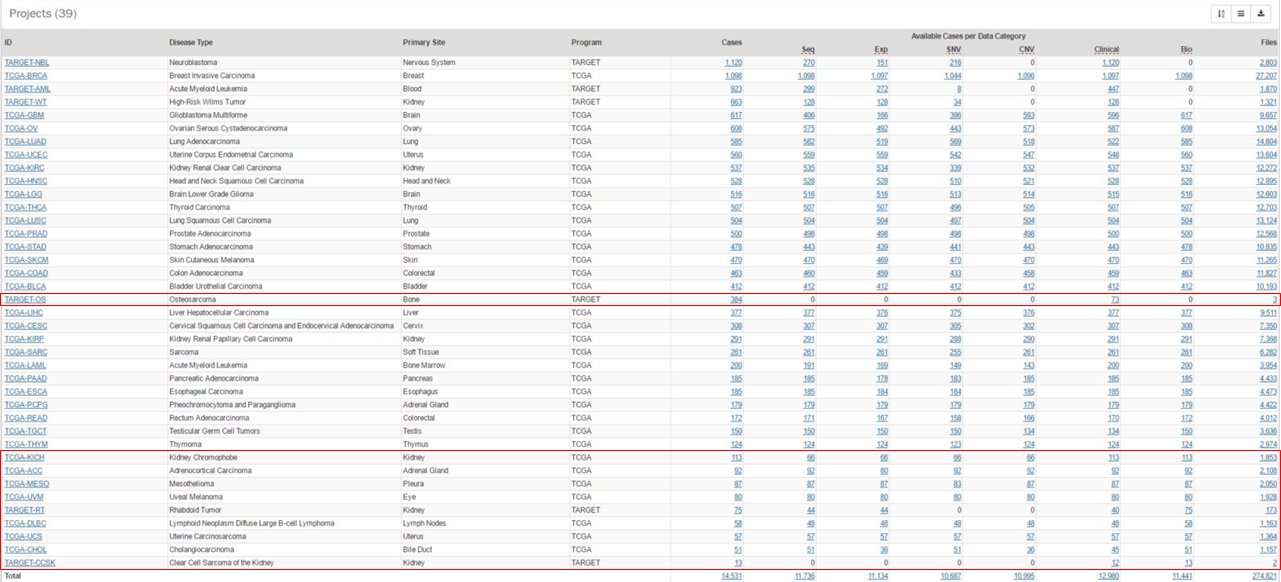 Projects (39)
Available Cases per Data Category
ID Disease Type Primary Site Program Cases Seq Exp SNV CNV Clinical Bio Files
TARGET-NBL Neuroblastoma Nervous System TARGET 1,120 270 151 216 0 1,120 0 2,803
TCGA-BRCA Breast Invasive Carcinoma Breast TCGA 1,098 1,098 1,097 1,044 1,096 1,097 1,098 27,207
TARGET-AML Acute Myeloid Leukemia Blood TARGET 923 299 272 8 0 447 0 1,870
TARGET-WT High-Risk Wilms Tumor Kidney TARGET 663 128 128 34 0 128 0 1,321
TCGA-GBM Glioblastoma Multiforme Brain TCGA 617 406 166 396 593 596 617 9,657
TCGA-OV Ovarian Serous Cystadenocarcinoma Ovary TCGA 608 575 492 443 573 587 608 13,054
TCGA-LUAD Lung Adenocarcinoma Lung TCGA 585 582 519 569 518 522 585 14,804
TCGA-UCEC Uterine Corpus Endometrial Carcinoma Uterus TCGA 560 559 559 542 547 548 560 13,604
TCGA-KIRC Kidney Renal Clear Cell Carcinoma Kidney TCGA 537 535 534 339 532 537 537 12,272
TCGA-HNSC Head and Neck Squamous Cell Carcinoma Head and Neck TCGA 528 528 528 510 521 528 528 12,895
TCGA-LGG Brain Lower Grade Glioma Brain TCGA 516 516 516 513 514 515 516 12,603
TCGA-THCA Thyroid Carcinoma Thyroid TCGA 507 507 507 496 505 507 507 12,703
TCGA-LUSC Lung Squamous Cell Carcinoma Lung TCGA 504 504 504 497 504 504 504 13,124
TCGA-PRAD Prostate Adenocarcinoma Prostate TCGA 500 498 498 498 498 500 500 12,568
TCGA-STAD Stomach Adenocarcinoma Stomach TCGA 478 443 439 441 443 443 478 10,835
TCGA-SKCM Skin Cutaneous Melanoma Skin TCGA 470 470 469 470 470 470 470 11,265
TCGA-COAD Colon Adenocarcinoma Colorectal TCGA 463 460 459 433 458 459 463 11,827
TCGA-BLCA Bladder Urothelial Carcinoma Bladder TCGA 412 412 412 412 412 412 412 10,193
TARGET-OS Osteosarcoma Bone TARGET 384 0 0 0 0 73 0 3
TCGA-LIHC Liver Hepatocellular Carcinoma Liver TCGA 377 377 376 375 376 377 377 9,511
TCGA-CESC Cervical Squamous Cell Carcinoma and Endocervical Adenocarcinoma Cervix TCGA 308 307 306 305 302 307 308 7,350
TCGA-KIRP Kidney Renal Papillary Cell Carcinoma Kidney TCGA 291 291 291 288 290 291 291 7,368
TCGA-SARC Sarcoma Soft Tissue TCGA 261 261 261 255 261 261 261 6,282
TCGA-LAML Acute Myeloid Leukemia Bone Marrow TCGA 200 191 169 149 143 200 200 3,954
TCGA-PAAD Pancreatic Adenocarcinoma Pancreas TCGA 185 185 178 183 185 185 185 4,473
TCGA-ESCA Esophageal Carcinoma Esophagus TCGA 185 185 184 184 185 185 185 4,433
TCGA-PCPG Pheochromocytoma and Paraganglioma Adrenal Gland TCGA 179 179 179 179 179 179 179 4,422
TCGA-READ Rectum Adenocarcinoma Colorectal TCGA 172 171 167 158 166 170 172 4,012
TCGA-TGCT Testicular Germ Cell Tumors Testis TCGA 150 150 150 150 134 134 150 3,636
TCGA-THYM Thymoma Thymus TCGA 124 124 124 123 124 124 124 2,974
TCGA-KICH Kidney Chromophobe Kidney TCGA 113 66 66 66 66 113 113 1,853
TCGA-ACC Adrenocortical Carcinoma Adrenal Gland TCGA 92 92 80 92 92 92 92 2,108
TCGA-MESO Mesothelioma Pleura TCGA 87 87 87 83 87 87 87 2,050
TCGA-UVM Uveal Melanoma Eye TCGA 80 80 80 80 80 80 80 1,928
TARGET-RT Rhabdoid Tumor Kidney TARGET 75 44 44 0 0 40 75 173
TCGA-DLBC Lymphoid Neoplasm Diffuse Large B-cell Lymphoma Lymph Nodes TCGA 58 48 48 48 48 48 58 1,163
TCGA-UCS Uterine Carcinosarcoma Uterus TCGA 57 57 57 57 57 57 57 1,364
TCGA-CHOL Cholangiocarcinoma Bile Duct TCGA 51 51 36 51 36 45 51 1,157
TARGET-CCSK Clear Cell Sarcoma of the Kidney Kidney TARGET 13 0 0 0 0 12 13 2
Total 14,531 11,736 11,134 10,687 10,995 12,980 11,441 274,821